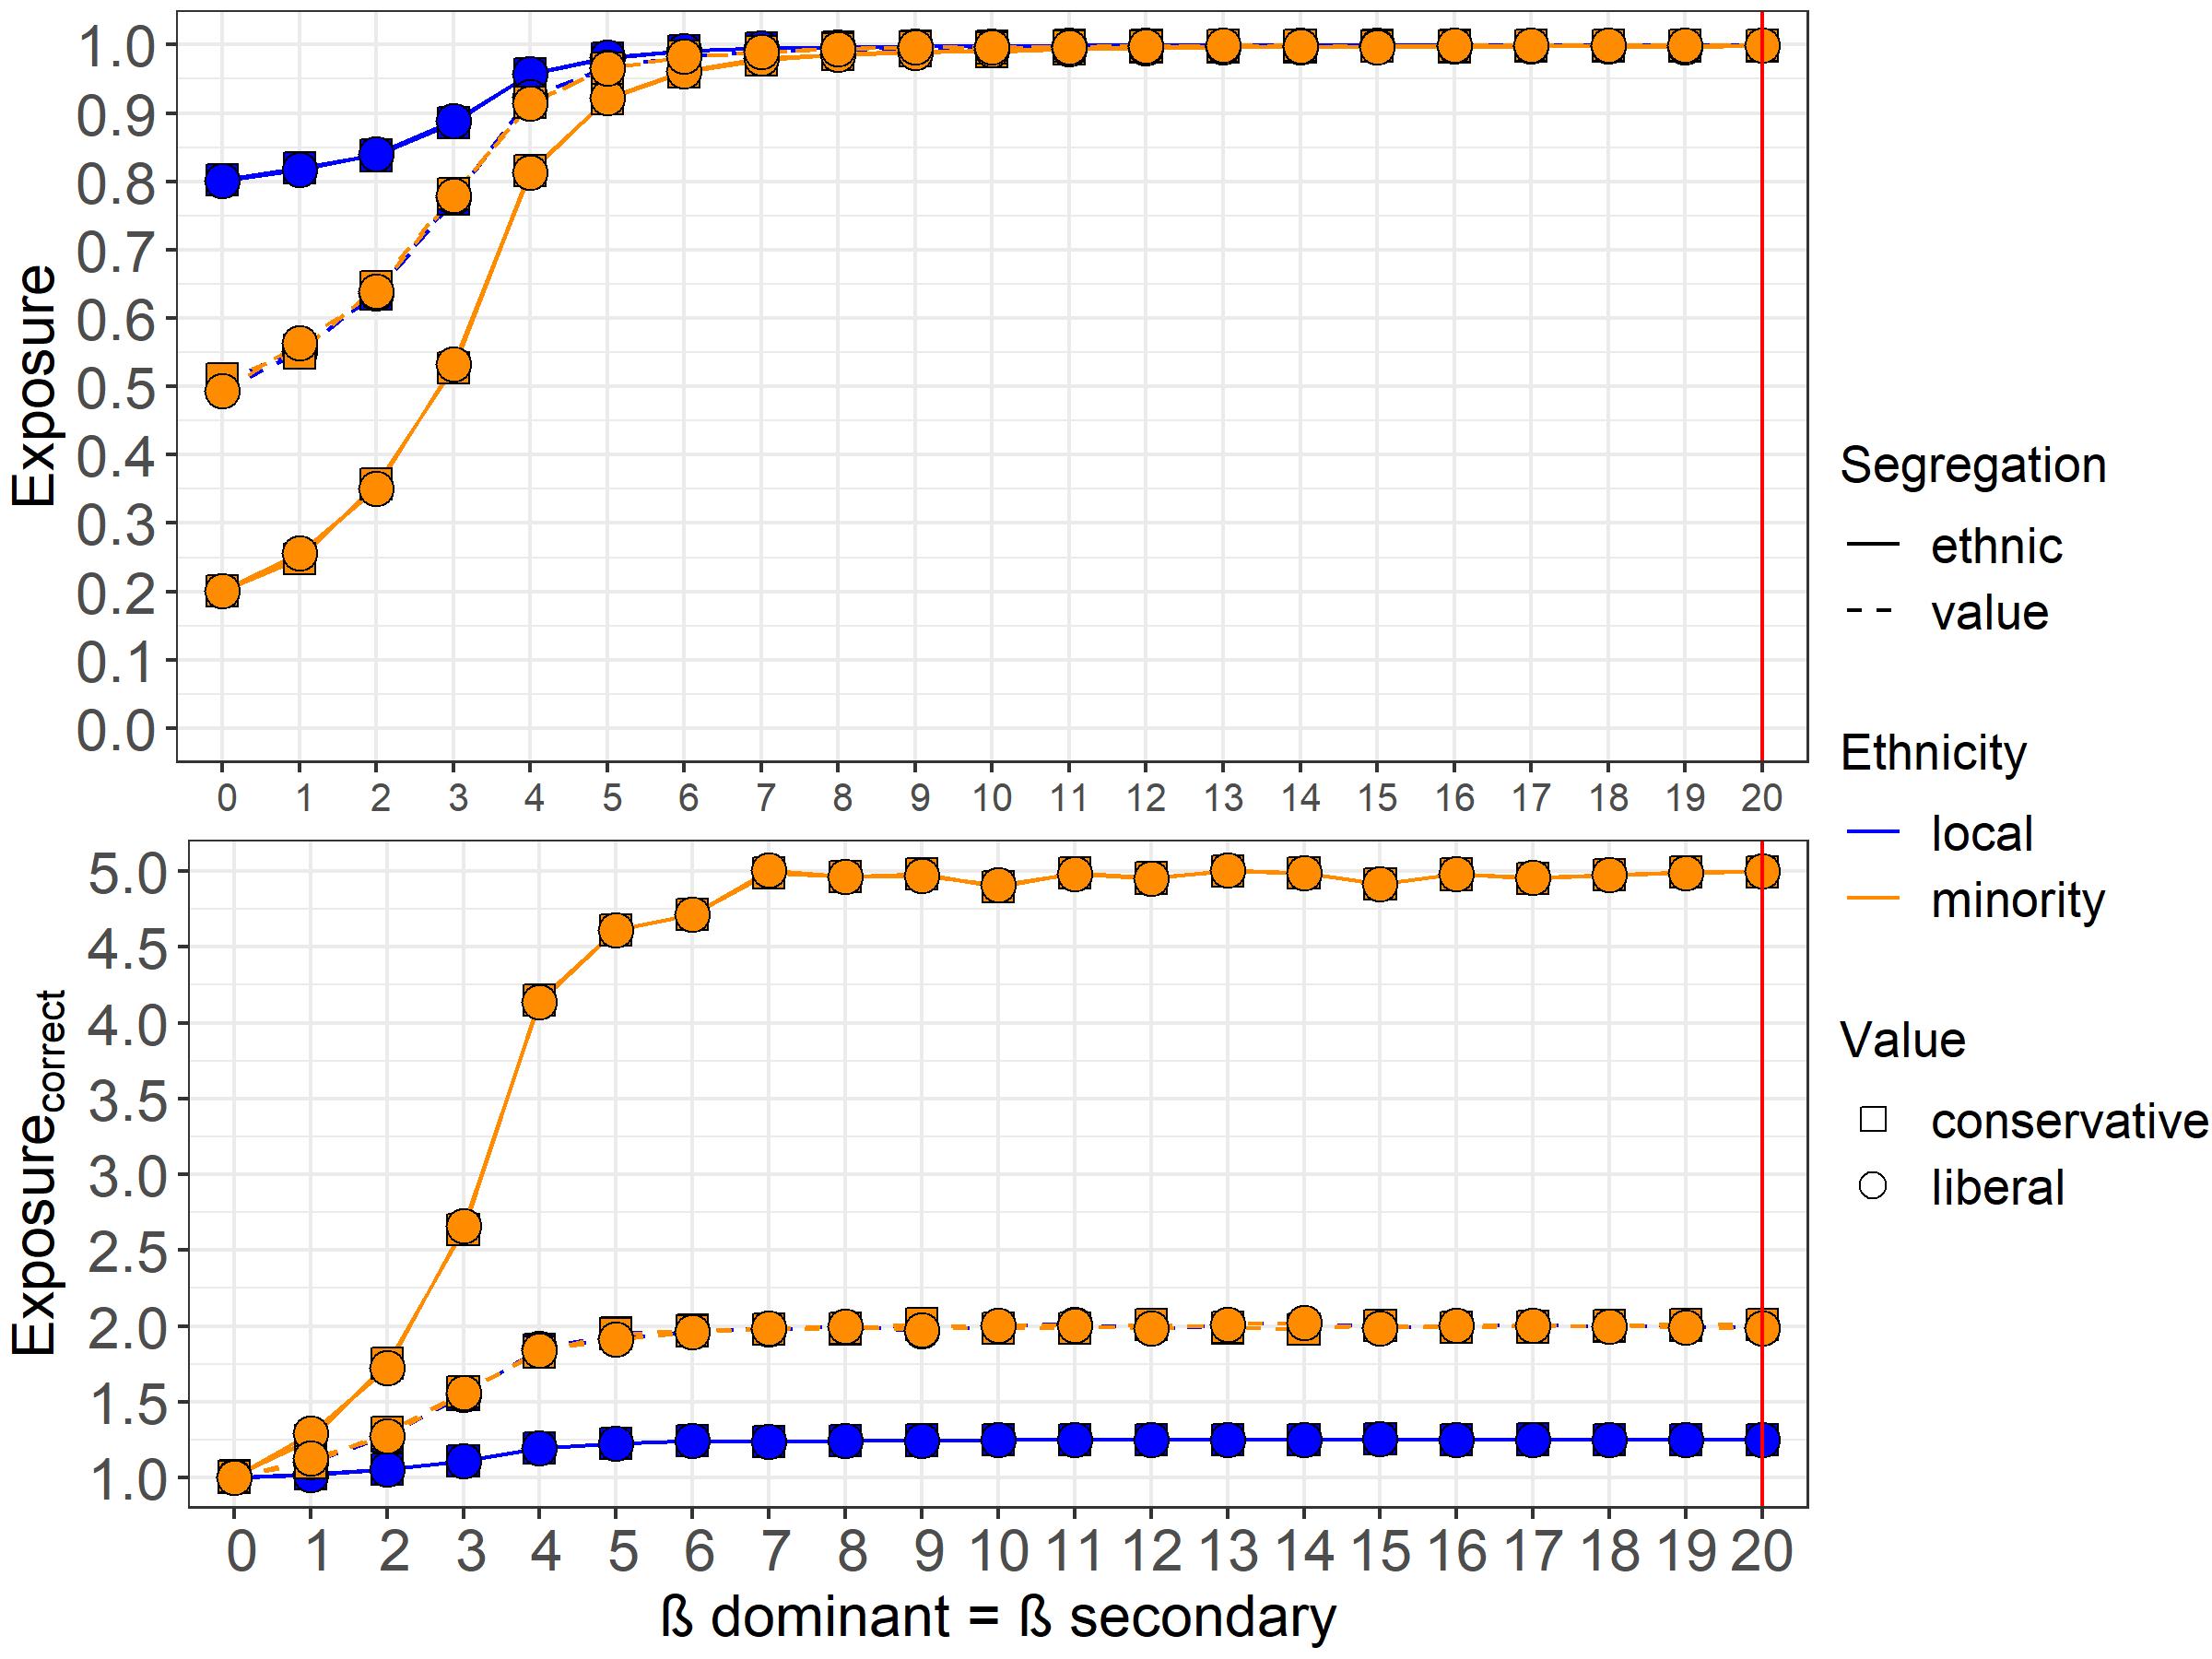 Exposure
1.0
0.9
0.8
0.7
0.6
0.5
0.4
0.3
0.2
0.1
0.0
0 1 2 3 4 5 6 7 8 9 10 11 12 13 14 15 16 17 18 19 20
Exposurecorrect
5.0
4.5
4.0
3.5
3.0
2.5
2.0
1.5
1.0
0 1 2 3 4 5 6 7 8 9 10 11 12 13 14 15 16 17 18 19 20
ß dominant = ß secondary
Segregation
ethnic
value
Ethnicity
local
minority
Value
conservative
liberal